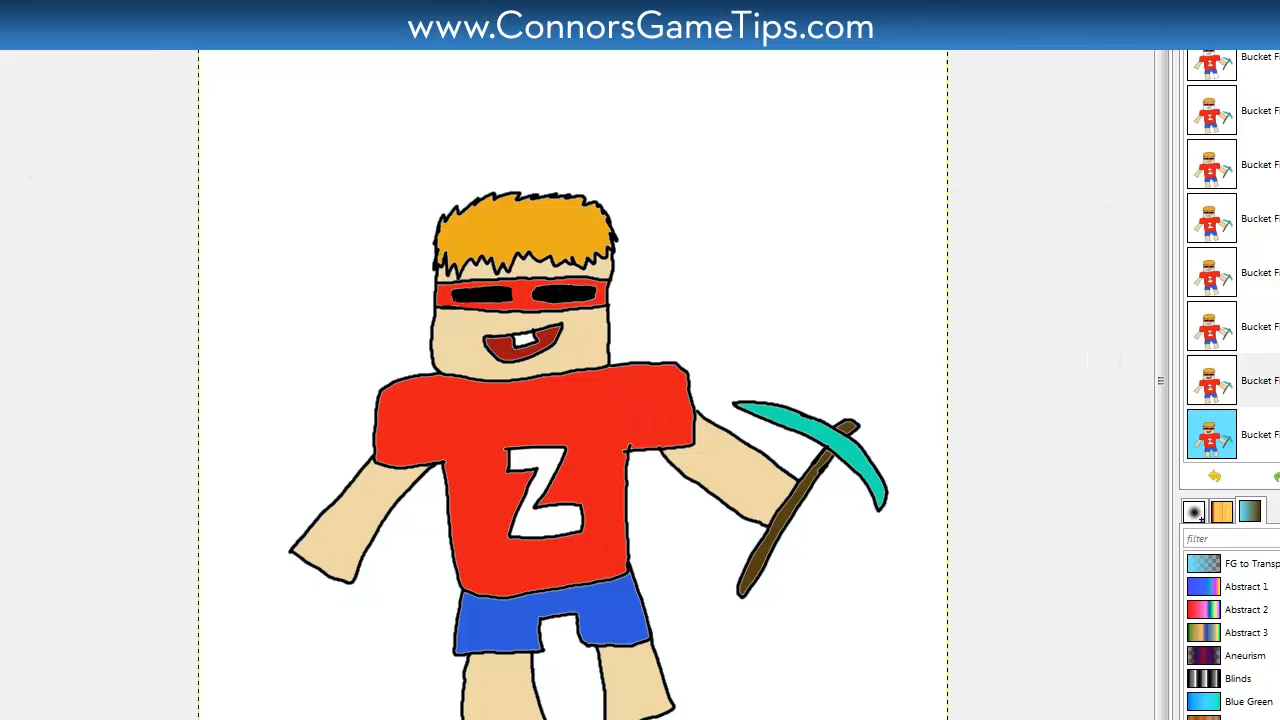 www.ConnorsGameTips.com
Bucket Fi
Bucket Fi
Bucket Fi
Bucket Fi
Bucket Fi
Bucket Fi
Bucket Fi
Bucket Fi
Z
filter
FG to Transp
Abstract 1
Abstract 2
Abstract 3
Aneurism
Blinds
Blue Green